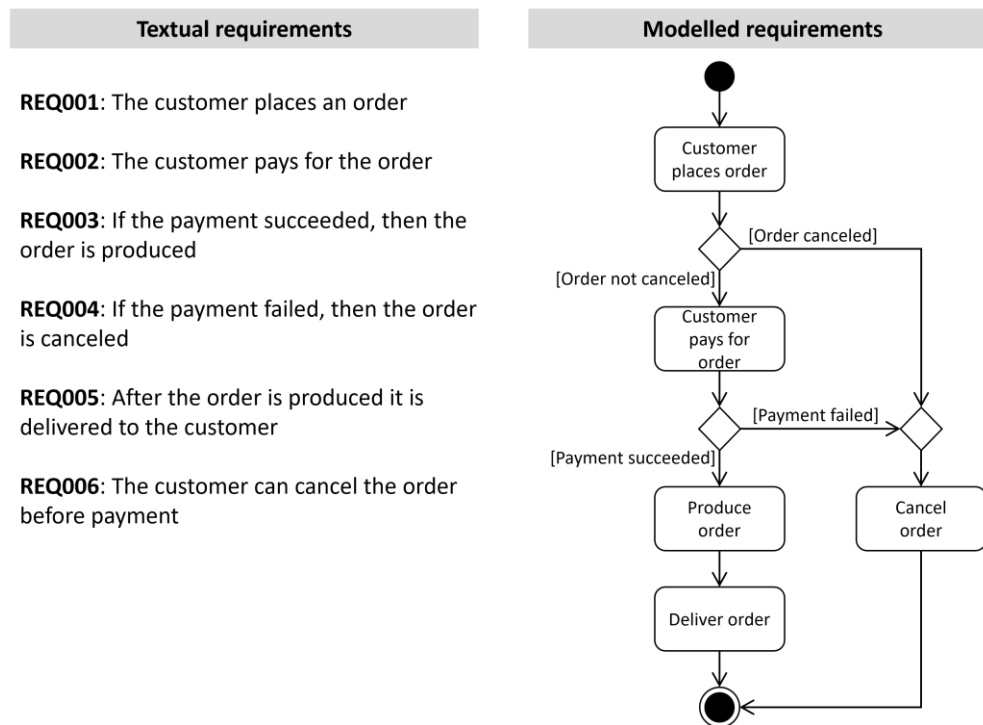 Textual requirements
REQ001: The customer places an order
REQ002: The customer pays for the order
REQ003: If the payment succeeded, then the
order is produced
REQ004: If the payment failed, then the order
is canceled
REQ005: After the order is produced it is
delivered to the customer
REQ006: The customer can cancel the order
before payment
Modelled requirements
Customer
places order
[Order canceled]
[Order not canceled]
Customer
pays for
order
[Payment failed]
[Payment succeeded]
Produce
order
Cancel
order
Deliver order